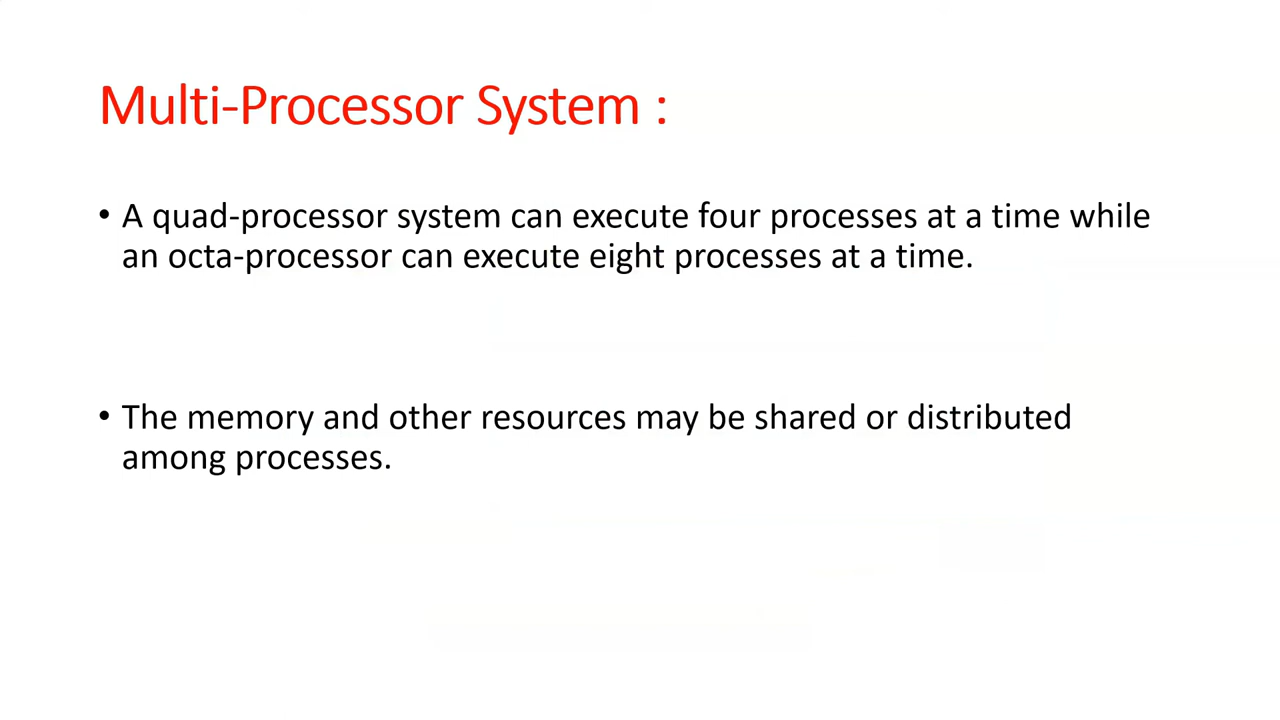 Multi-Processor System :
• A quad-processor system can execute four processes at a time while
an octa-processor can execute eight processes at a time.
• The memory and other resources may be shared or distributed
among processes.